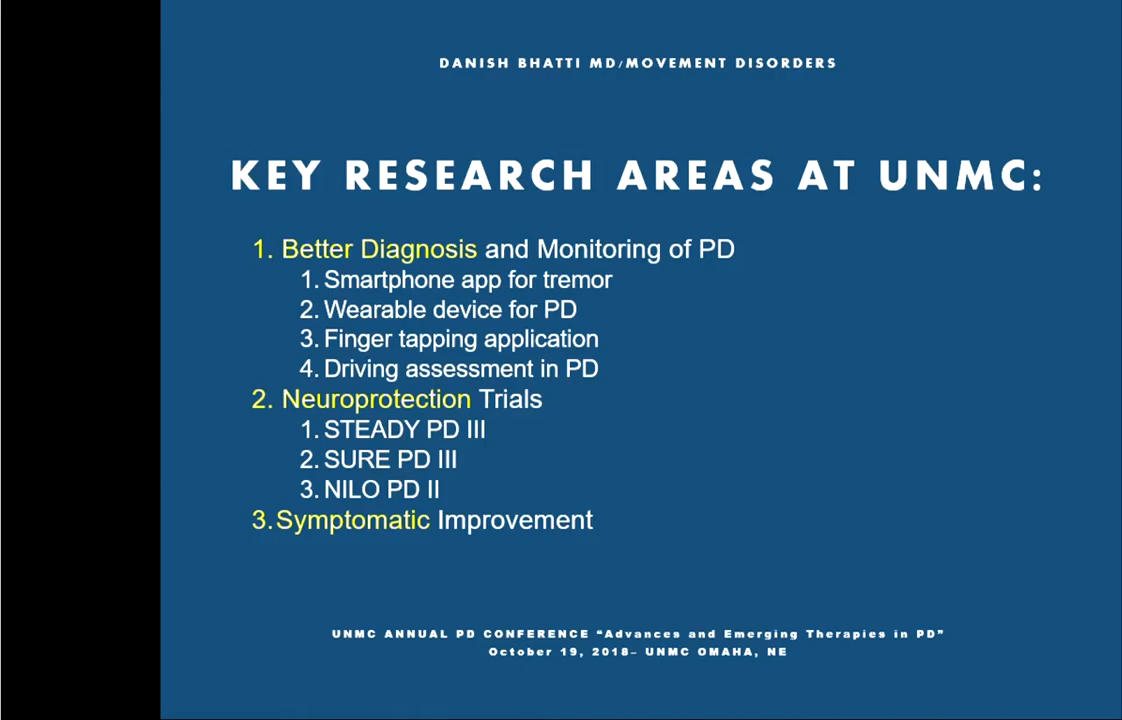 DANISH BHATTI MD/MOVEMENT DISORDERS
KEY RESEARCH AREAS AT UNMC:
1. Better Diagnosis and Monitoring of PD
1. Smartphone app for tremor
2. Wearable device for PD
3. Finger tapping application
4. Driving assessment in PD
2. Neuroprotection Trials
1. STEADY PD III
2. SURE PD III
3. NILO PD II
3. Symptomatic Improvement
UNMC ANNUAL PD CONFERENCE “Advances and Emerging Therapies in PD”
October 19, 2018– UNMC OMAHA, NE